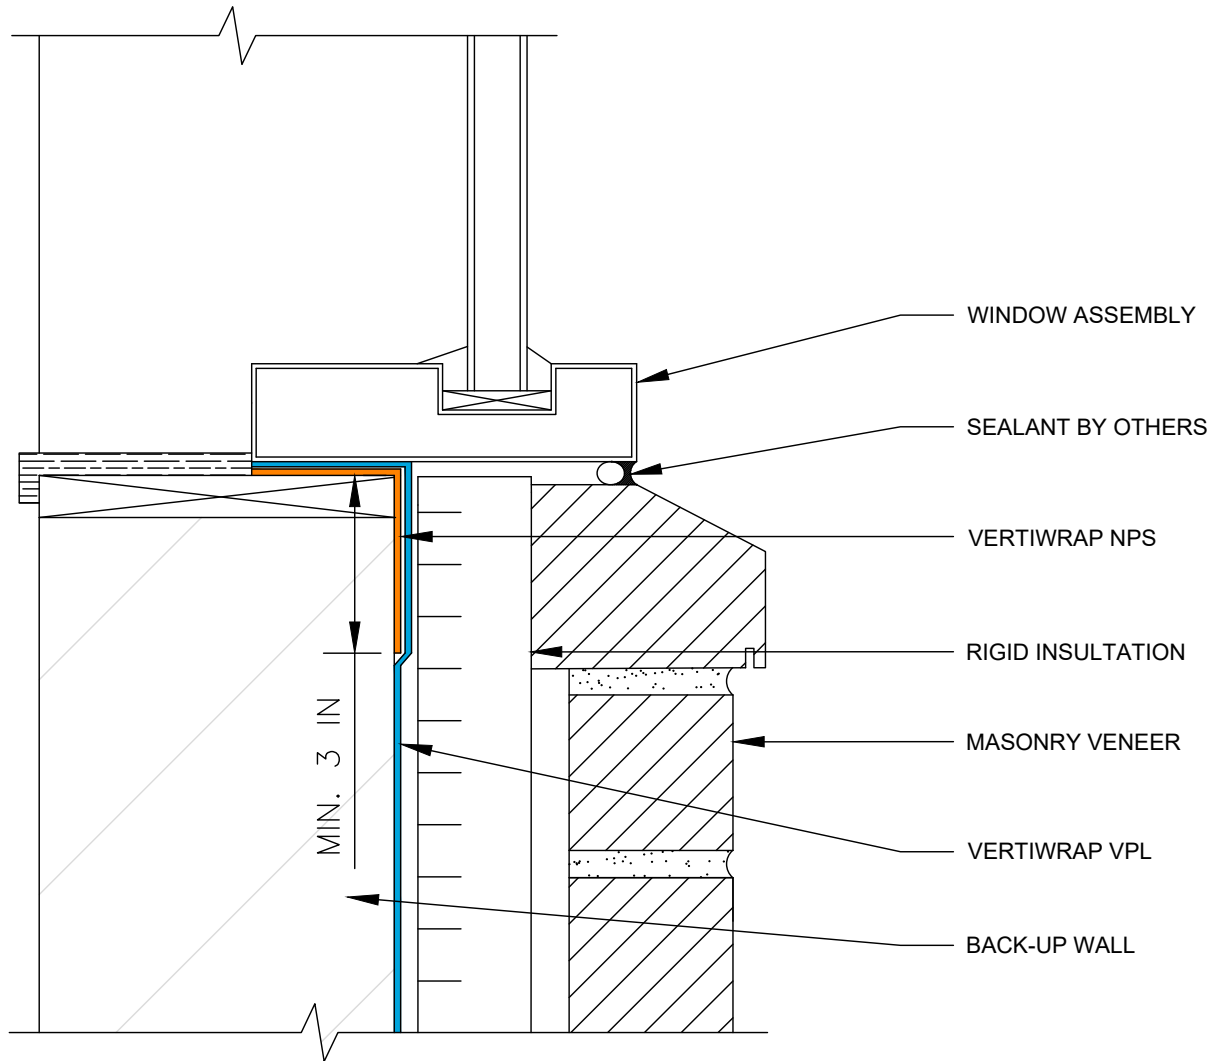 WINDOW ASSEMBLY
SEALANT BY OTHERS
VERTIWRAP NPS
RIGID INSULTATION
MASONRY VENEER
MIN. 3 IN
VERTIWRAP VPL
BACK-UP WALL